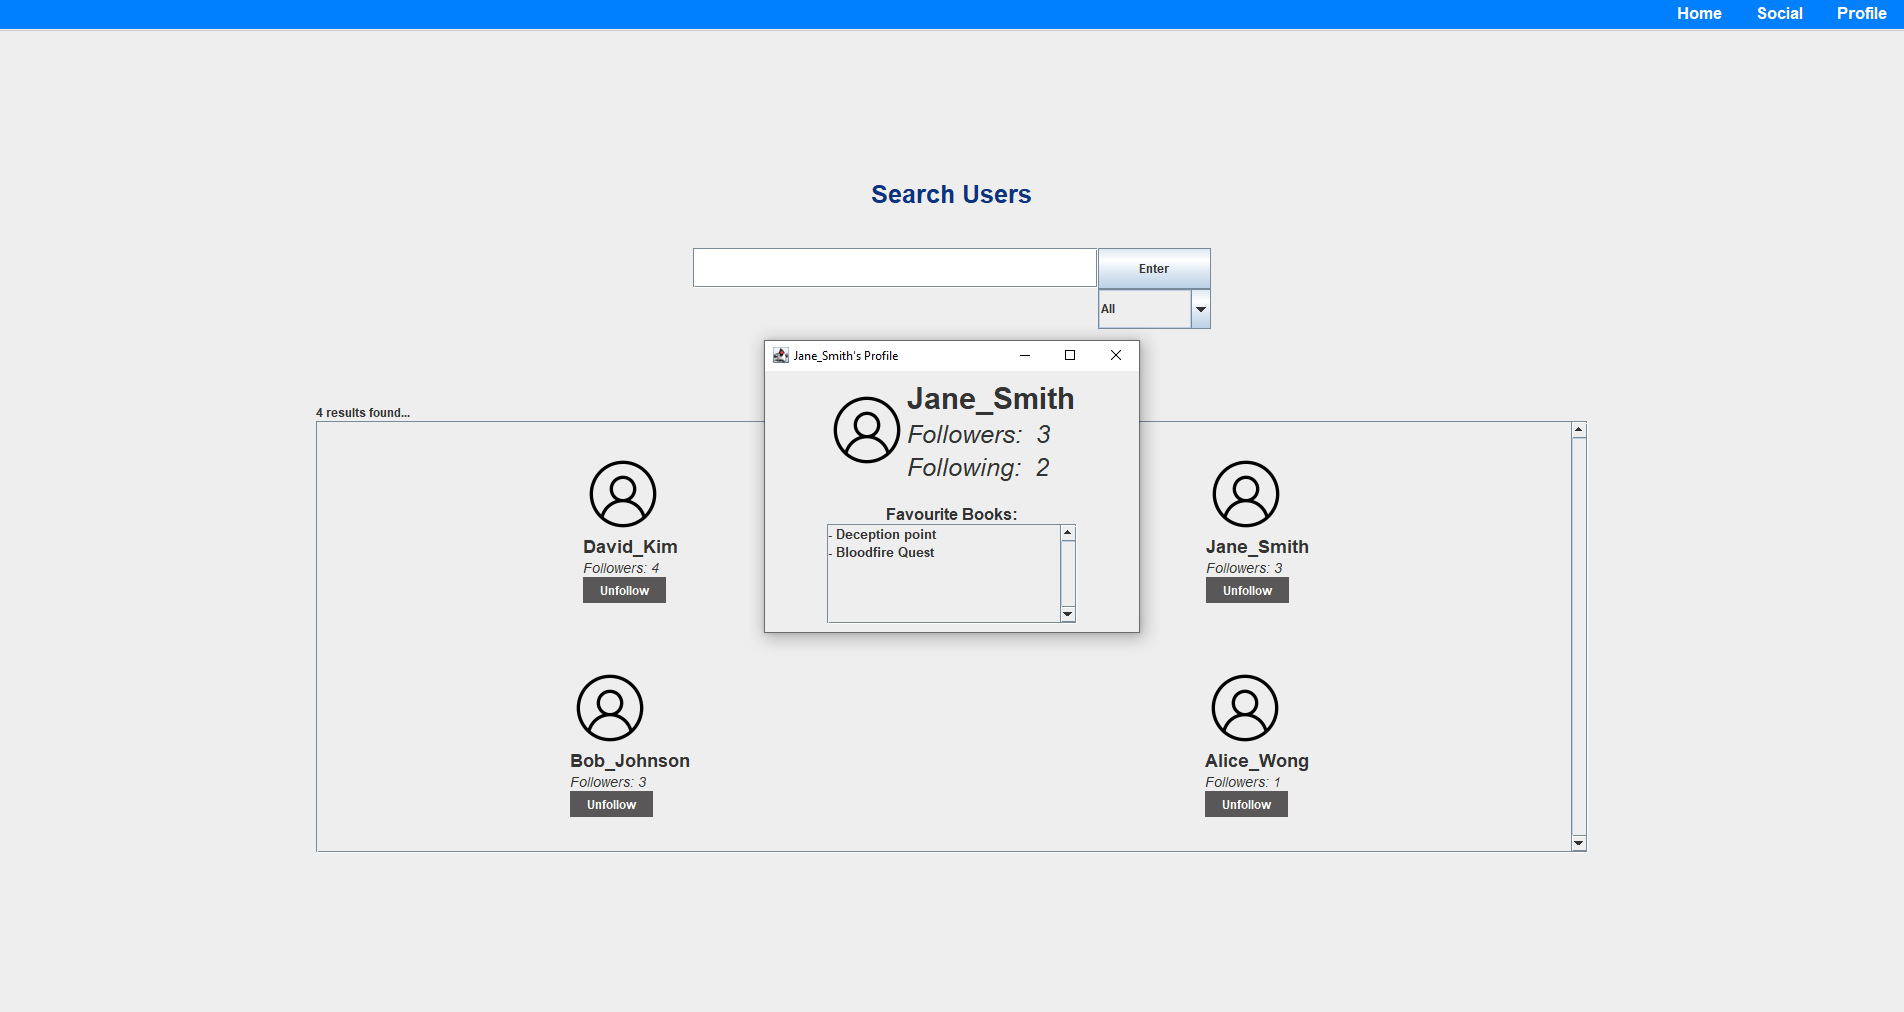 Home Social Profile
Search Users
Enter
All
Jane_Smith's Profile
Jane_Smith
Followers: 3
Following: 2
Favourite Books:
- Deception point
- Bloodfire Quest
4 results found...
David_Kim
Followers: 4
Unfollow
Jane_Smith
Followers: 3
Unfollow
Bob_Johnson
Followers: 3
Unfollow
Alice_Wong
Followers: 1
Unfollow